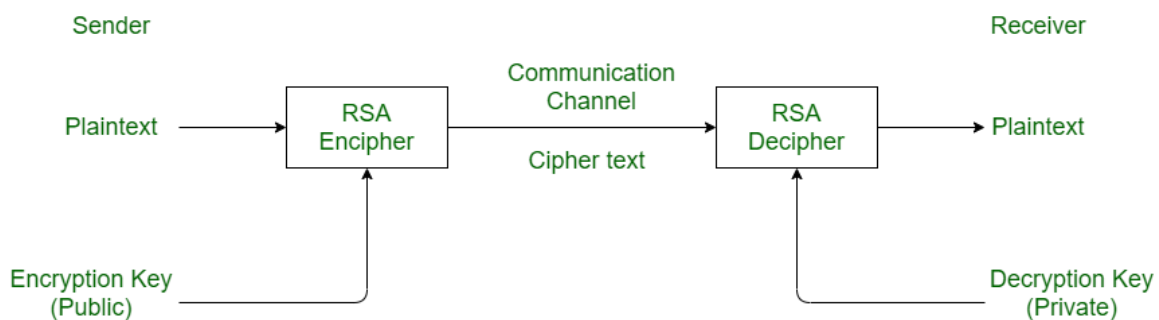 Sender
Receiver
Communication
Channel
Plaintext
RSA
Encipher
RSA
Decipher
Plaintext
Cipher text
Encryption Key
(Public)
Decryption Key
(Private)